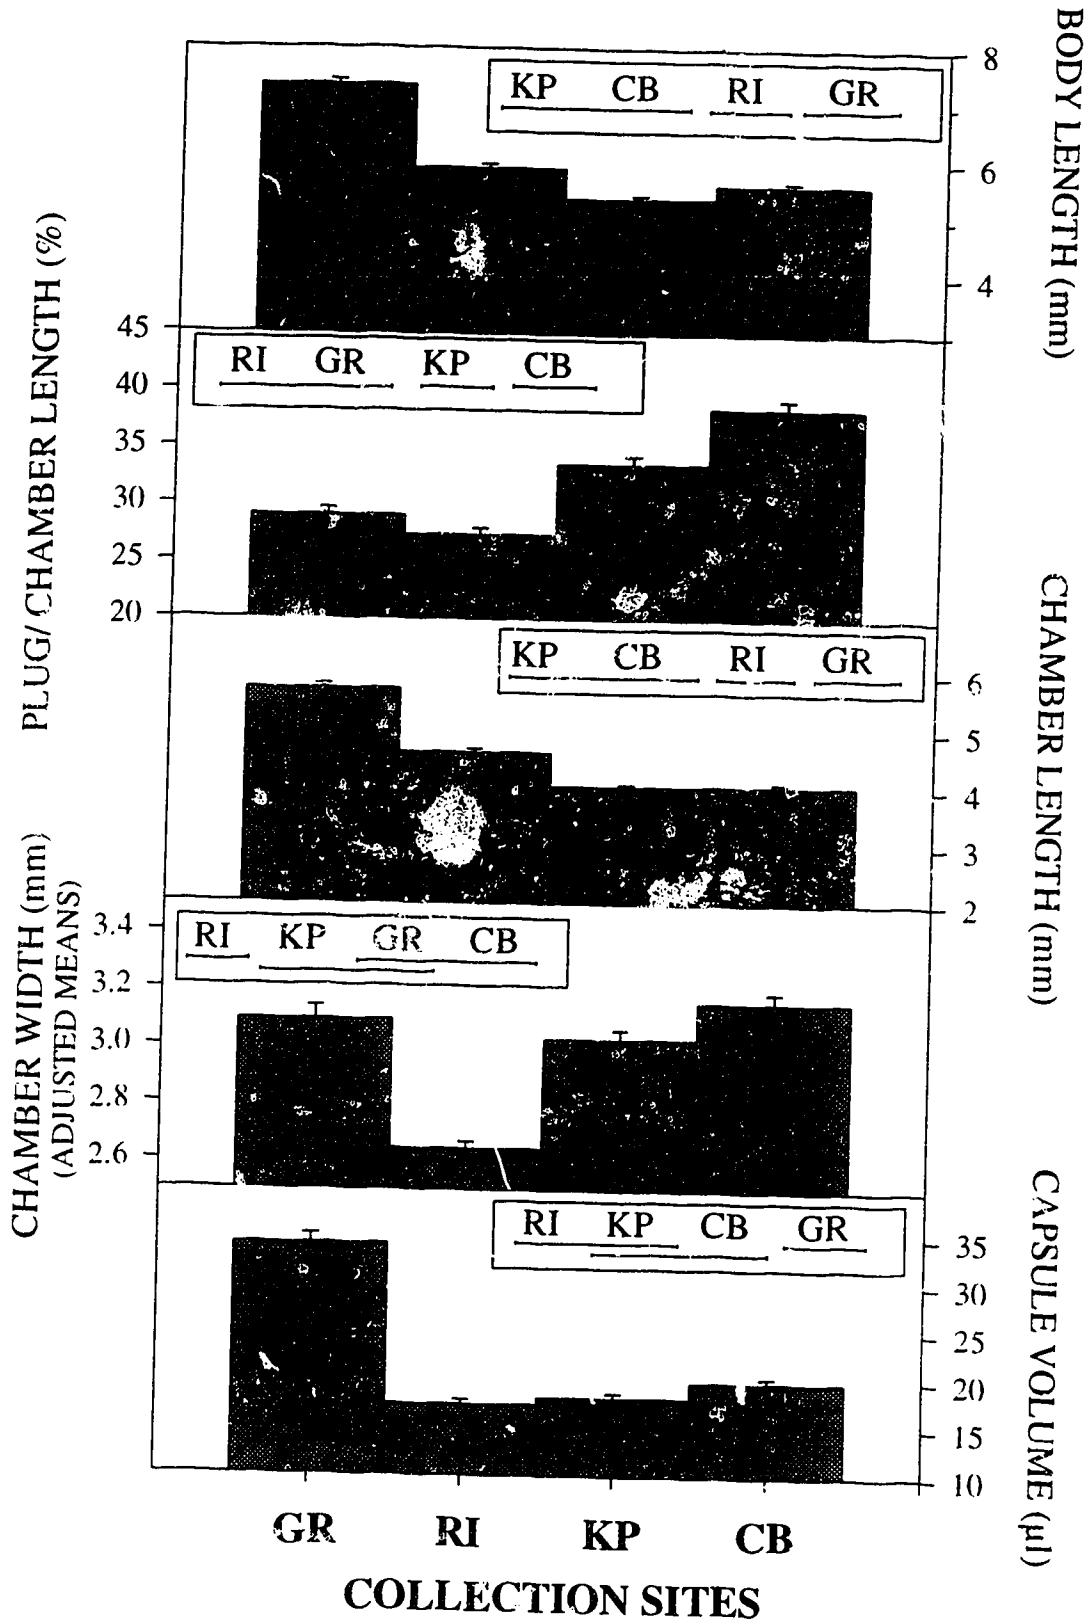 BODY LENGTH (mm)
8
6
4
KP CB RI GR
PLUG/ CHAMBER LENGTH (%)
45
40
35
30
25
20
RI GR KP CB
CHAMBER LENGTH (mm)
6
5
4
3
2
KP CB RI GR
CHAMBER WIDTH (mm)
(ADJUSTED MEANS)
3.4
3.2
3.0
2.8
2.6
RI KP GR CB
CAPSULE VOLUME (µl)
35
30
25
20
15
10
RI KP CB GR
GR RI KP CB
COLLECTION SITES